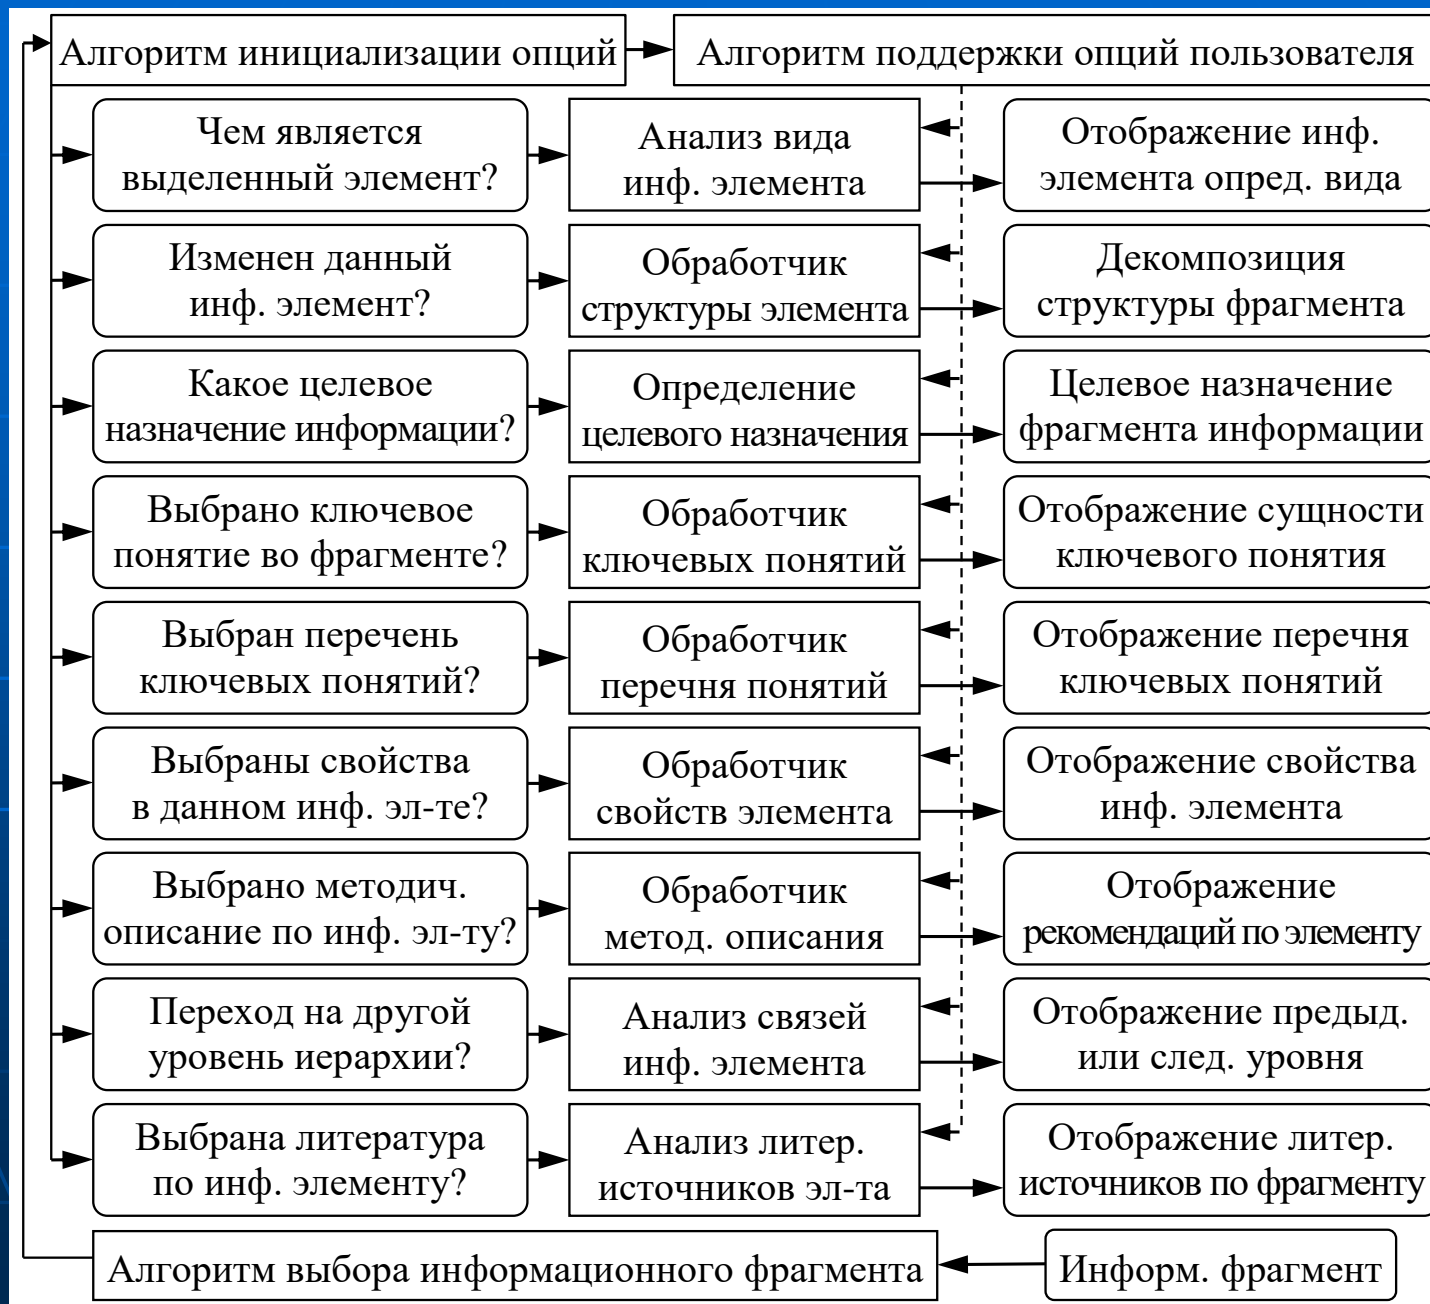 Алгоритм инициализации опций
Алгоритм поддержки опций пользователя
Чем является
выделенный элемент?
Анализ вида
инф. элемента
Отображение инф.
элемента опред. вида
Изменен данный
инф. элемент?
Обработчик
структуры элемента
Декомпозиция
структуры фрагмента
Какое целевое
назначение информации?
Определение
целевого назначения
Целевое назначение
фрагмента информации
Выбрано ключевое
понятие во фрагменте?
Обработчик
ключевых понятий
Отображение сущности
ключевого понятия
Выбран перечень
ключевых понятий?
Обработчик
перечня понятий
Отображение перечня
ключевых понятий
Выбраны свойства
в данном инф. эл-те?
Обработчик
свойств элемента
Отображение свойства
инф. элемента
Выбрано методич.
описание по инф. эл-ту?
Обработчик
метод. описания
Отображение
рекомендаций по элементу
Переход на другой
уровень иерархии?
Анализ связей
инф. элемента
Отображение предыд.
или след. уровня
Выбрана литература
по инф. элементу?
Анализ литер.
источников эл-та
Отображение литер.
источников по фрагменту
Алгоритм выбора информационного фрагмента
Информ. фрагмент